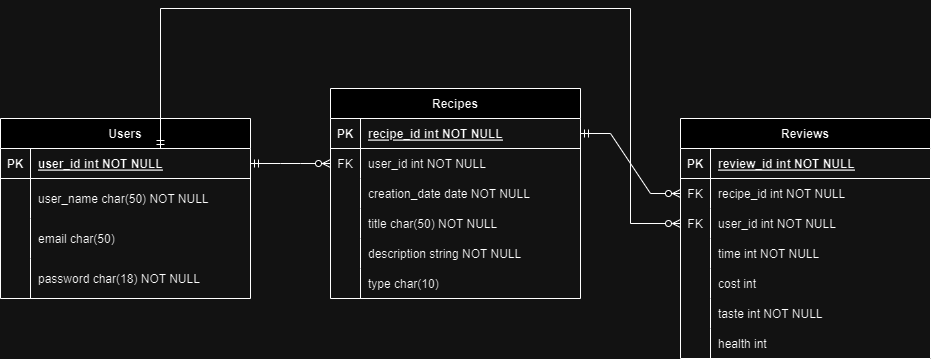 Users
PK user_id int NOT NULL
user_name char(50) NOT NULL
email char(50)
password char(18) NOT NULL
Recipes
PK recipe_id int NOT NULL
FK user_id int NOT NULL
creation_date date NOT NULL
title char(50) NOT NULL
description string NOT NULL
type char(10)
Reviews
PK review_id int NOT NULL
FK recipe_id int NOT NULL
FK user_id int NOT NULL
time int NOT NULL
cost int
taste int NOT NULL
health int